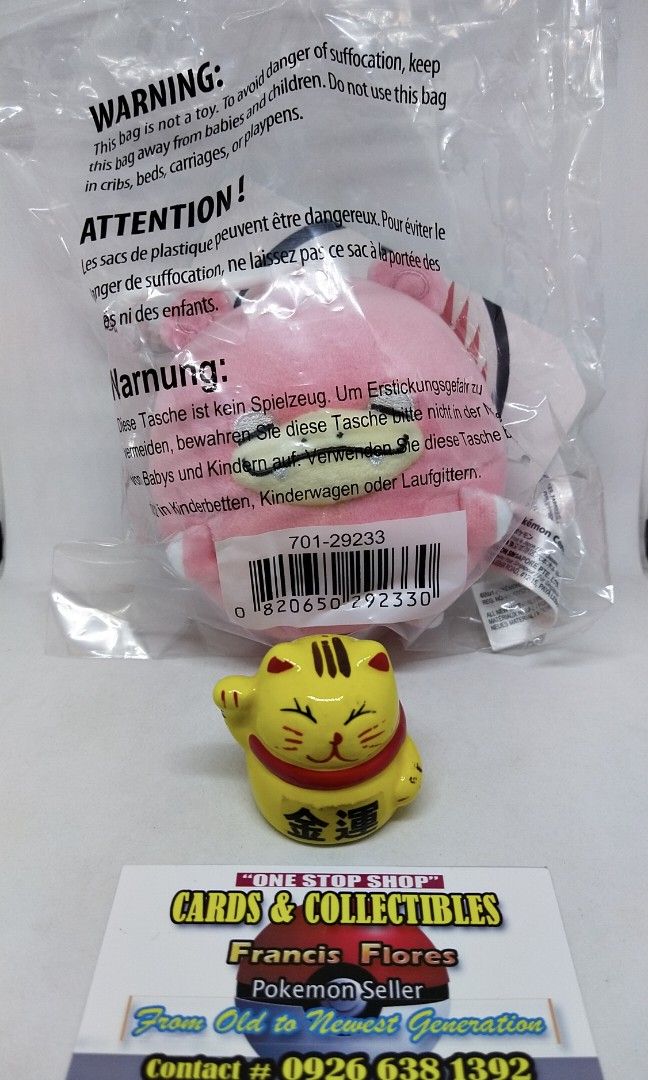 WARNING:
This bag is not a toy. To avoid danger of suffocation, keep
this bag away from babies and children. Do not use this bag
in cribs, beds, carriages, or playpens.
ATTENTION!
Les sacs de plastique peuvent être dangereux. Pour éviter le
anger de suffocation, ne laissez pas ce sac à la portée des
és ni des enfants.
Warnung:
Diese Tasche ist kein Spielzeug. Um Erstickungsgefahr zu
vermeiden, bewahren Sie diese Tasche bitte nicht in der
Babys und Kindern auf. Verwenden Sie diese Tasche
in Kinderbetten, Kinderwagen oder Laufgittern.
701-29233
0 820650 292330
金運
"ONE STOP SHOP"
CARDS & COLLECTIBLES
Francis Flores
Pokemon Seller
From Old to Newest Generation
Contact # 0926 638 1392